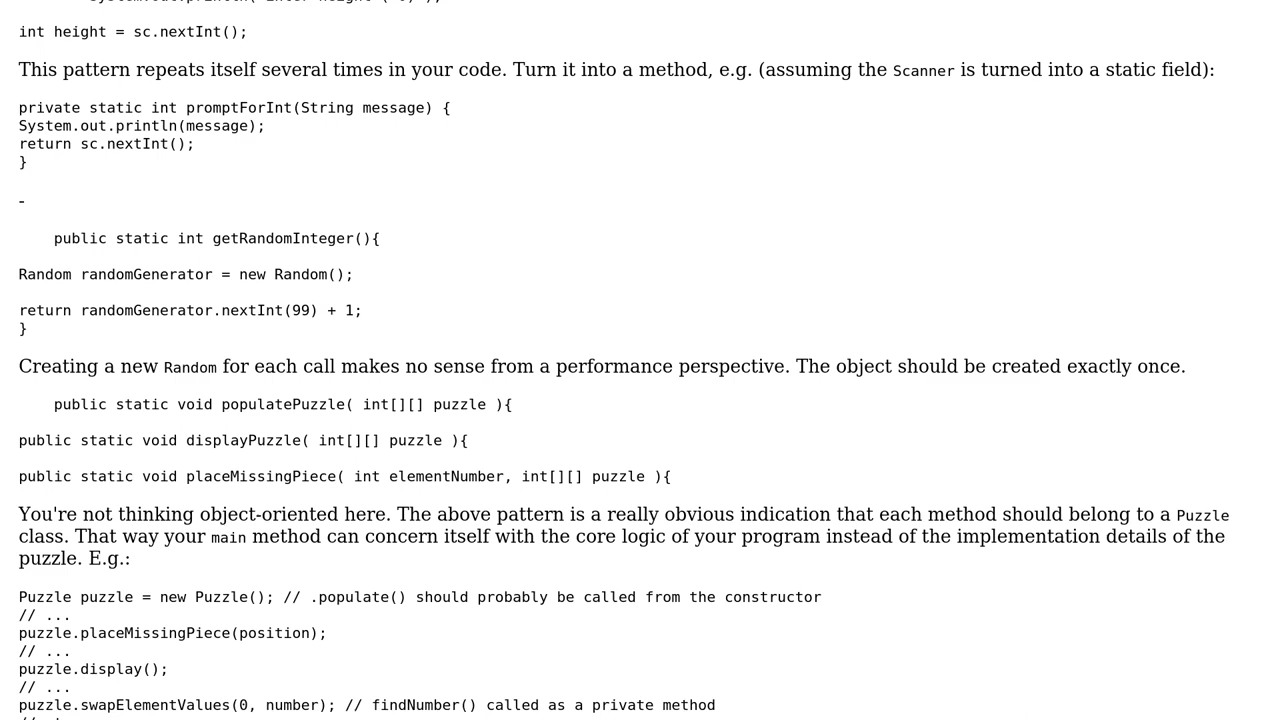 int height = sc.nextInt();
This pattern repeats itself several times in your code. Turn it into a method, e.g. (assuming the Scanner is turned into a static field):
private static int promptForInt(String message) {
System.out.println(message);
return sc.nextInt();
}
-
public static int getRandomInteger(){
Random randomGenerator = new Random();
return randomGenerator.nextInt(99) + 1;
}
Creating a new Random for each call makes no sense from a performance perspective. The object should be created exactly once.
public static void populatePuzzle( int[][] puzzle ){
public static void displayPuzzle( int[][] puzzle ){
public static void placeMissingPiece( int elementNumber, int[][] puzzle ){
You're not thinking object-oriented here. The above pattern is a really obvious indication that each method should belong to a Puzzle
class. That way your main method can concern itself with the core logic of your program instead of the implementation details of the
puzzle. E.g.:
Puzzle puzzle = new Puzzle(); // .populate() should probably be called from the constructor
// ...
puzzle.placeMissingPiece(position);
// ...
puzzle.display();
// ...
puzzle.swapElementValues(0, number); // findNumber() called as a private method